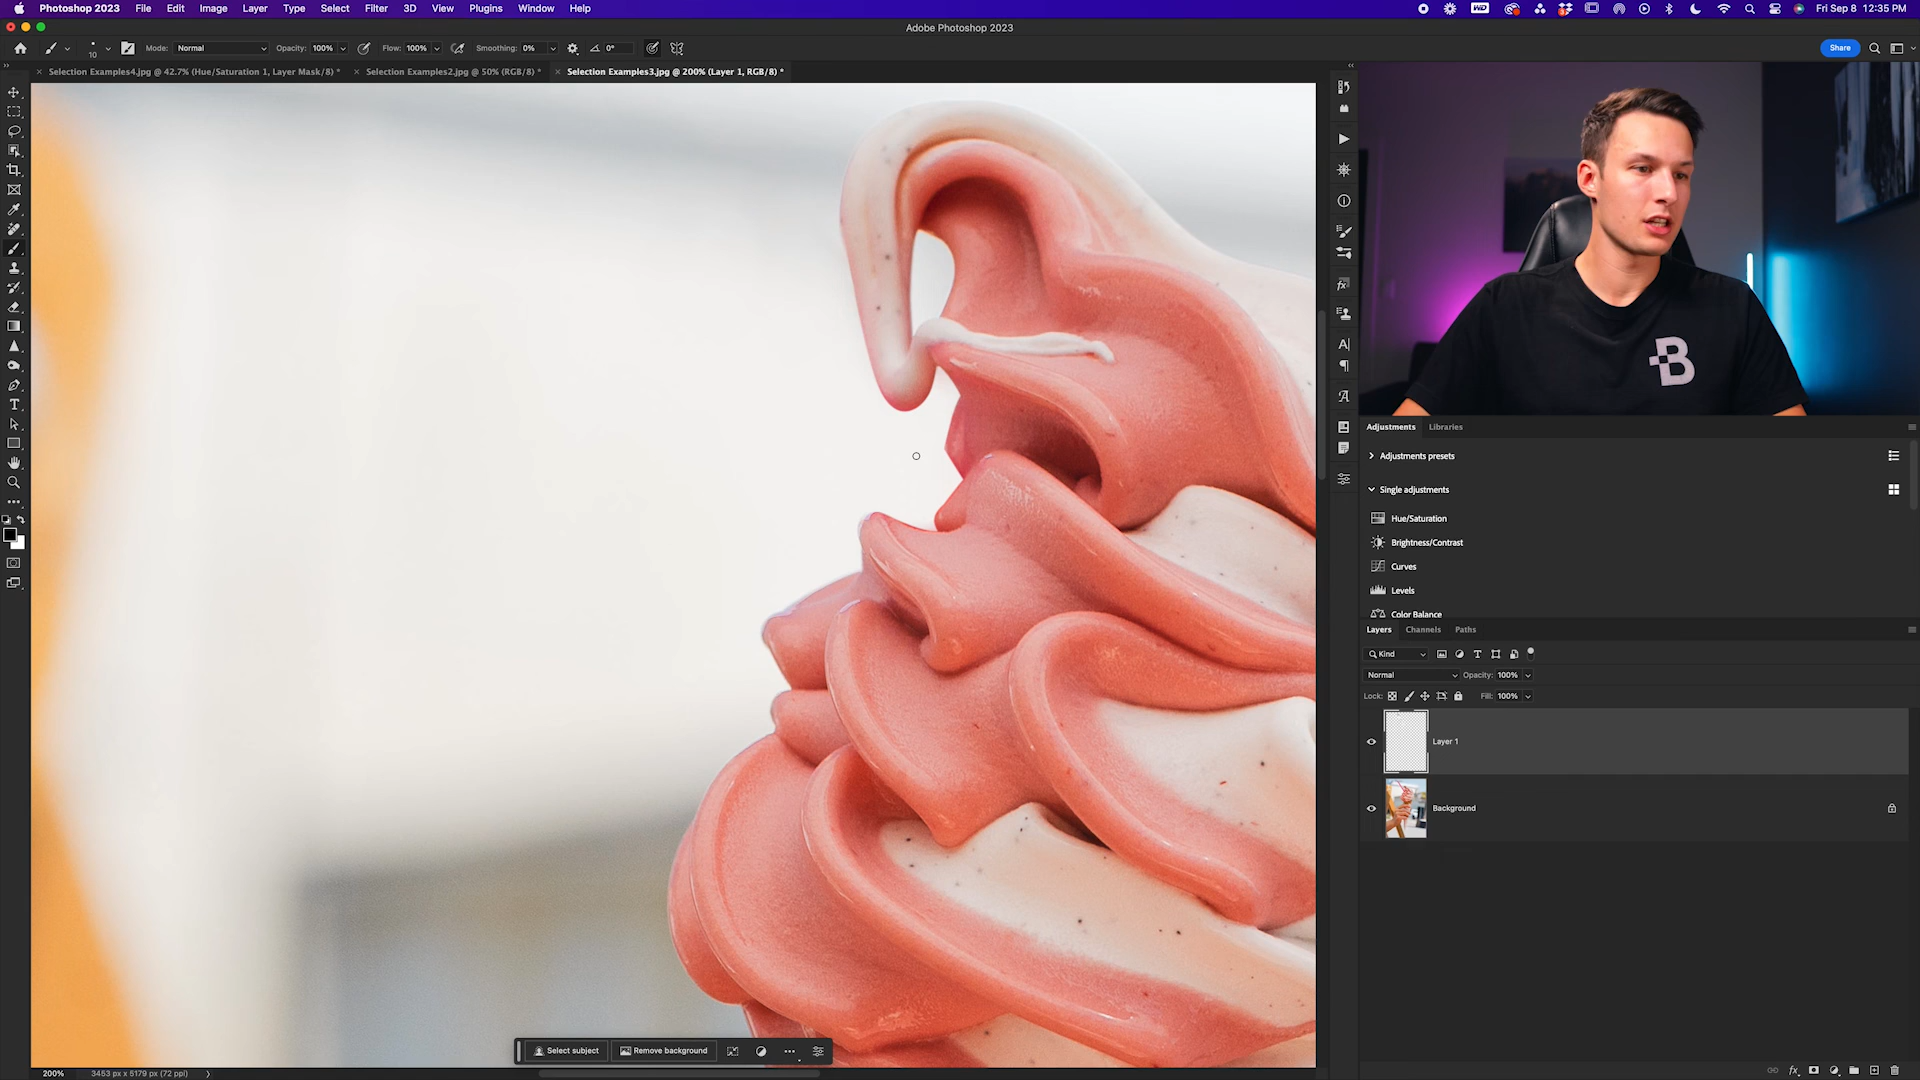 Photoshop 2023 File Edit Image Layer Type Select Filter 3D View Plugins Window Help
Fri Sep 8 12:35 PM
Adobe Photoshop 2023
10 Mode: Normal Opacity: 100% Flow: 100% Smoothing: 0% 0°
Share
Selection Examples4.jpg @ 42.7% (Hue/Saturation 1, Layer Mask/8) *
Selection Examples2.jpg @ 50% (RGB/8) *
Selection Examples3.jpg @ 200% (Layer 1, RGB/8) *
B
Adjustments Libraries
Adjustments presets
Single adjustments
Hue/Saturation
Brightness/Contrast
Curves
Levels
Color Balance
Layers Channels Paths
Kind
Normal Opacity: 100%
Lock: Fill: 100%
Layer 1
Background
Select subject Remove background
200% 3453 px x 5179 px (72 ppi)